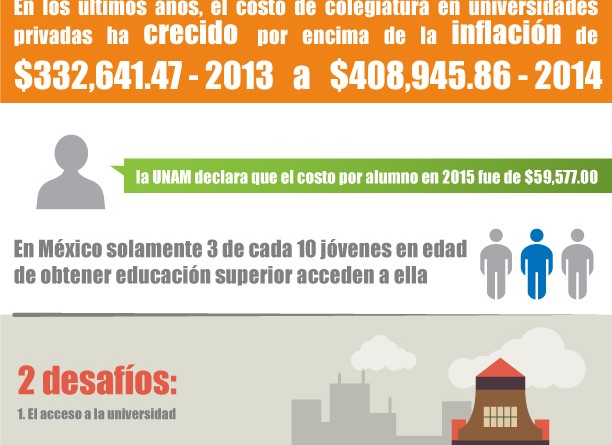 En los últimos años, el costo de colegiatura en universidades
privadas ha crecido por encima de la inflación de
$332,641.47 - 2013 a $408,945.86 - 2014
la UNAM declara que el costo por alumno en 2015 fue de $59,577.00
En México solamente 3 de cada 10 jóvenes en edad
de obtener educación superior acceden a ella
2 desafíos:
1. El acceso a la universidad